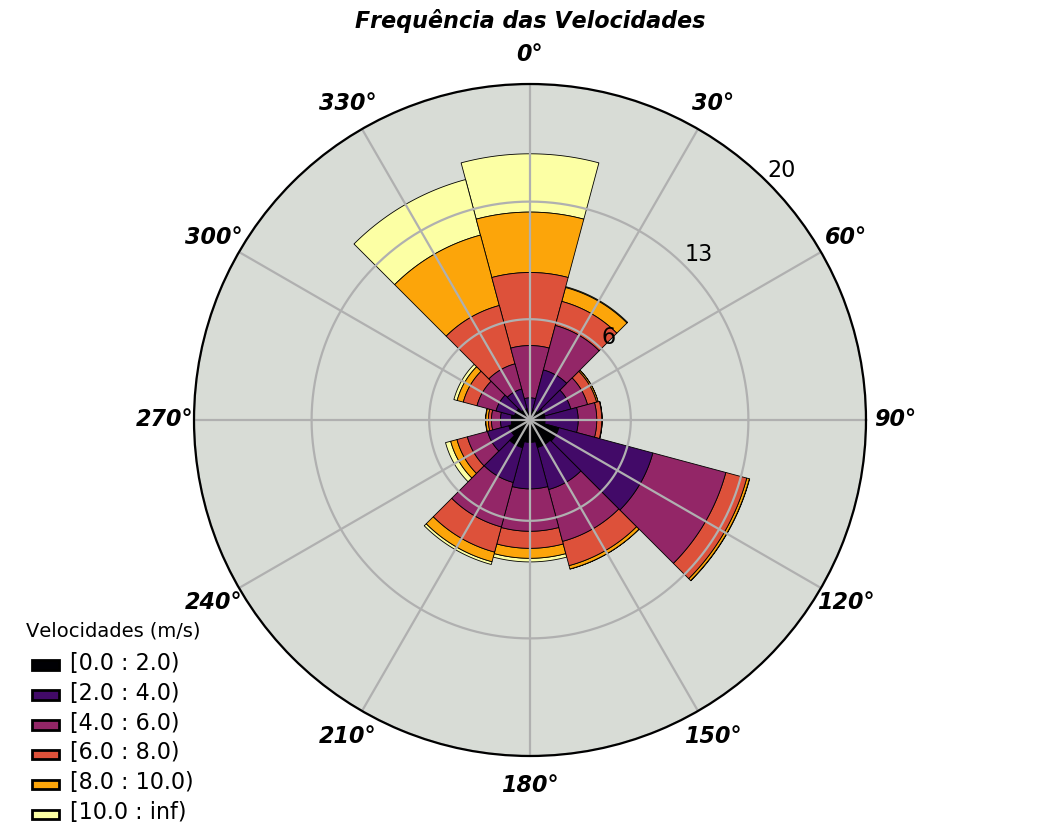 Frequência das Velocidades
0°
330°
30°
20
300°
60°
13
6
270°
90°
240°
120°
210°
150°
180°
Velocidades (m/s)
[0.0 : 2.0)
[2.0 : 4.0)
[4.0 : 6.0)
[6.0 : 8.0)
[8.0 : 10.0)
[10.0 : inf)